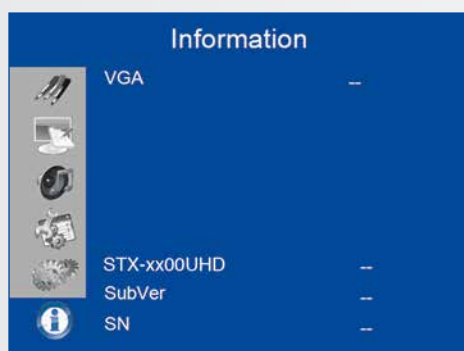 Information
VGA --
STX-xx00UHD --
SubVer --
SN --